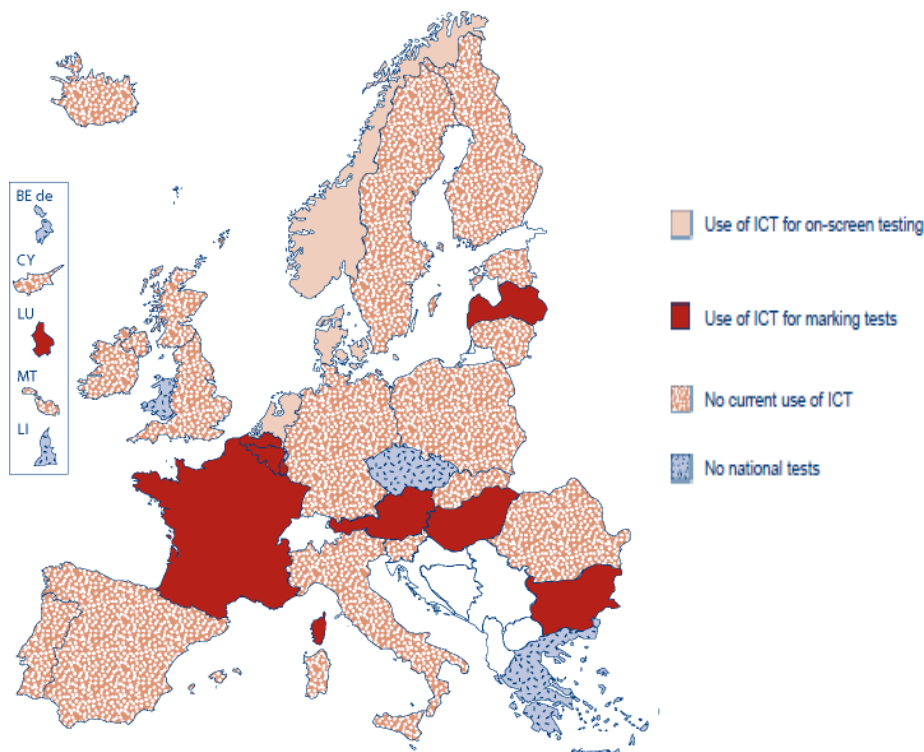 BE de
CY
LU
MT
LI
Use of ICT for on-screen testing
Use of ICT for marking tests
No current use of ICT
No national tests